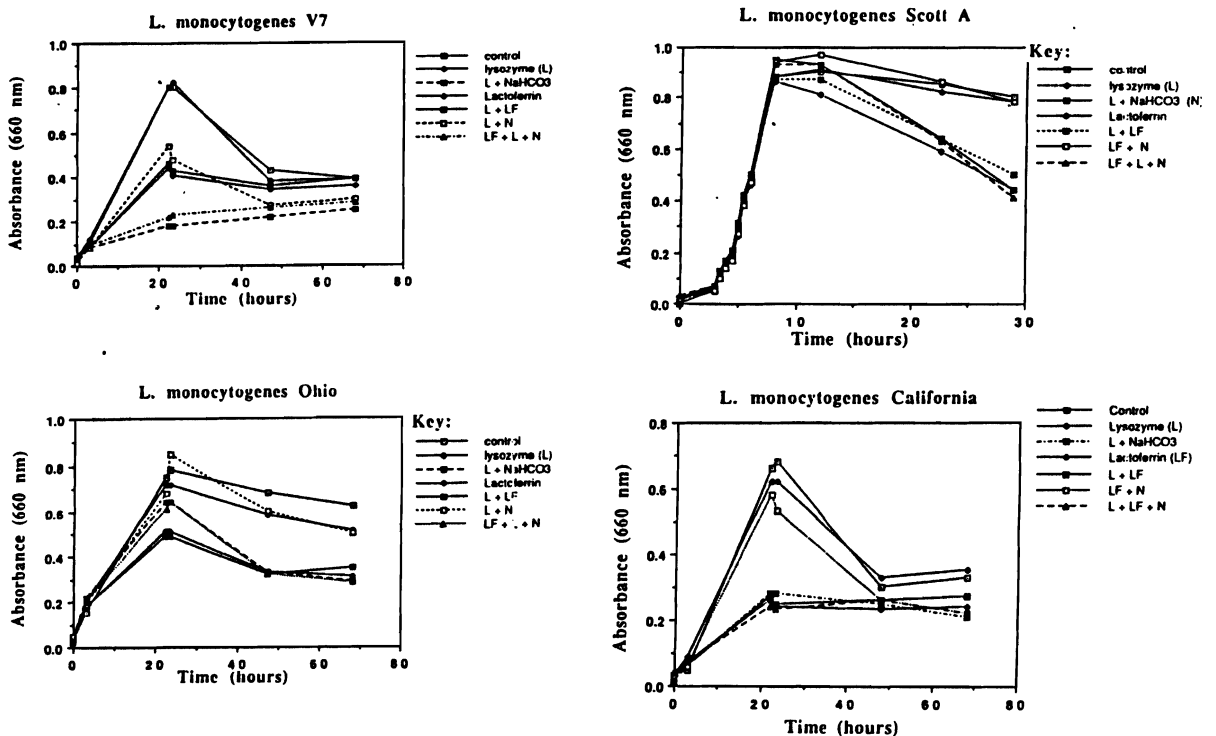 L. monocytogenes V7
Absorbance (660 nm)
1.0
0.8
0.6
0.4
0.2
0.0
0
20
40
60
80
Time (hours)
control
lysozyme (L)
L + NaHCO3
Lactoferrin
L + LF
L + N
LF + L + N
L. monocytogenes Scott A
Absorbance (660 nm)
1.0
0.8
0.6
0.4
0.2
0.0
0
10
20
30
Time (hours)
Key:
control
lysozyme (L)
L + NaHCO3 (N)
Lactoferrin
L + LF
LF + N
LF + L + N
L. monocytogenes Ohio
Absorbance (660 nm)
1.0
0.8
0.6
0.4
0.2
0.0
0
20
40
60
80
Time (hours)
Key:
control
lysozyme (L)
L + NaHCO3
Lactoferrin
L + LF
L + N
LF + L + N
L. monocytogenes California
Absorbance (660 nm)
0.8
0.6
0.4
0.2
0.0
0
20
40
60
80
Time (hours)
Control
Lysozyme (L)
L + NaHCO3
Lactoferrin (LF)
L + LF
LF + N
L + LF + N